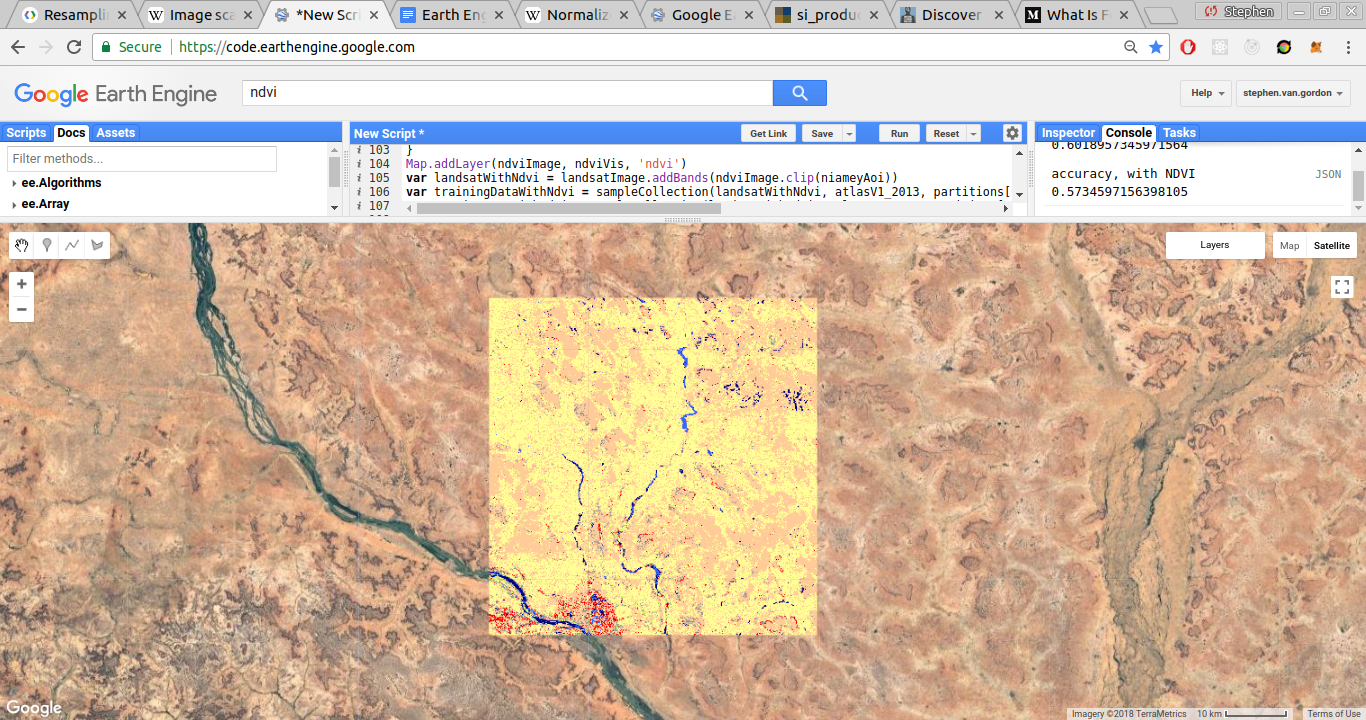 Resampli
Image sca
*New Scri
Earth Eng
Normaliz
Google Ea
si_produc
Discover
What Is F
Stephen
Secure https://code.earthengine.google.com
Google Earth Engine
ndvi
Help
stephen.van.gordon
Scripts Docs Assets
New Script *
Get Link Save Run Reset
Inspector Console Tasks
Filter methods...
ee.Algorithms
ee.Array
i 103 }
i 104 Map.addLayer(ndviImage, ndviVis, 'ndvi')
i 105 var landsatWithNdvi = landsatImage.addBands(ndviImage.clip(niameyAoi))
i 106 var trainingDataWithNdvi = sampleCollection(landsatWithNdvi, atlasV1_2013, partitions[
i 107
0.6018957345971564
accuracy, with NDVI JSON
0.5734597156398105
Layers
Map Satellite
+
−
Google
Imagery ©2018 TerraMetrics 10 km Terms of Use